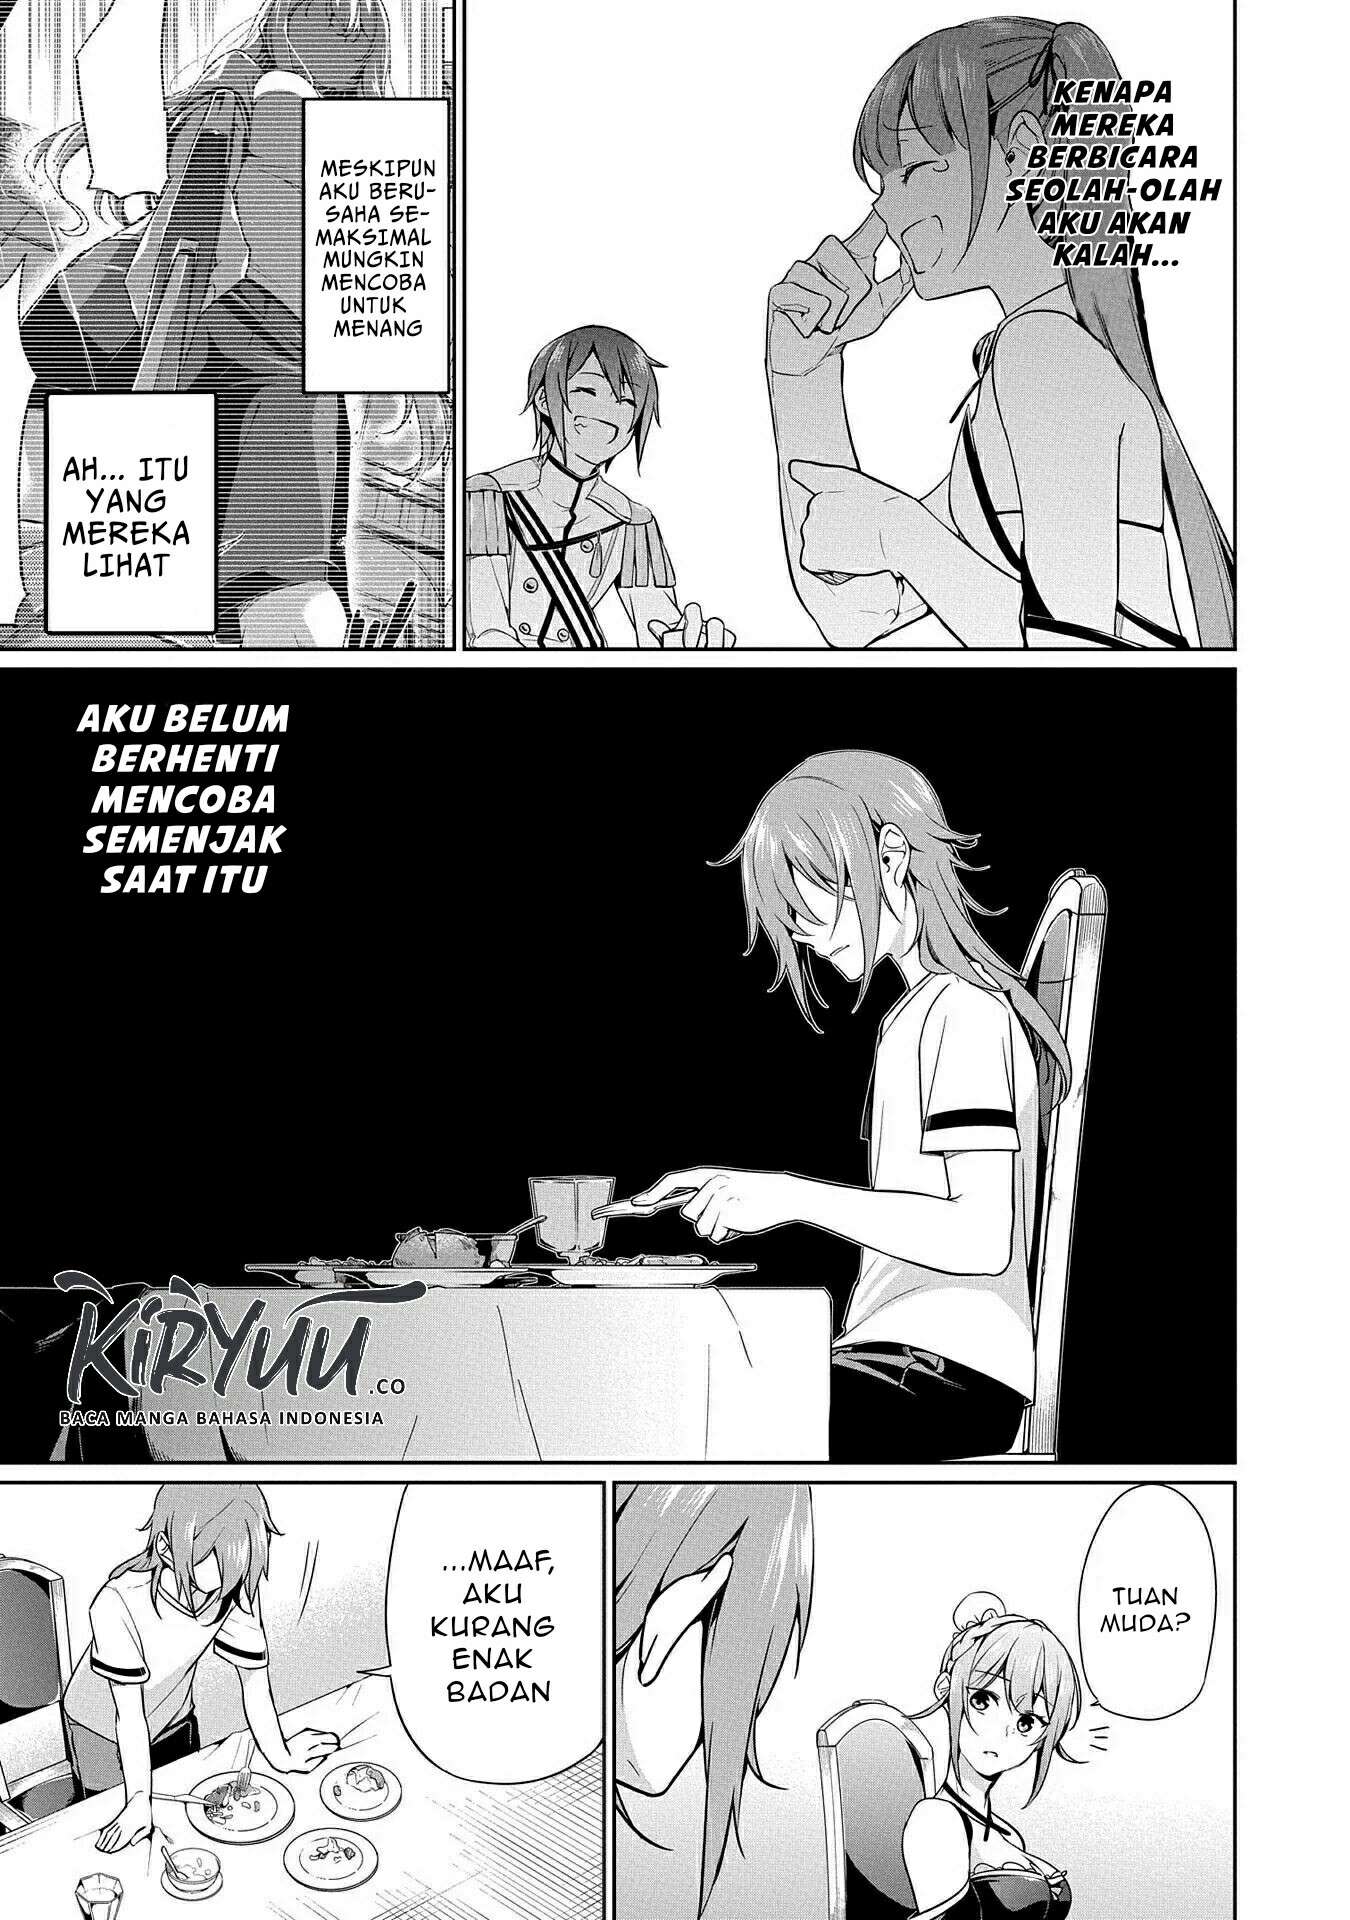 KENAPA
MEREKA
BERBICARA
SEOLAH-OLAH
AKU AKAN
KALAH...
MESKIPUN
AKU BERU-
SAHA SE-
MAKSIMAL
MUNGKIN
MENCOBA
UNTUK
MENANG
AH... ITU
YANG
MEREKA
LIHAT
AKU BELUM
BERHENTI
MENCOBA
SEMENJAK
SAAT ITU
KIRYUU.CO
BACA MANGA BAHASA INDONESIA
TUAN
MUDA?
...MAAF,
AKU
KURANG
ENAK
BADAN